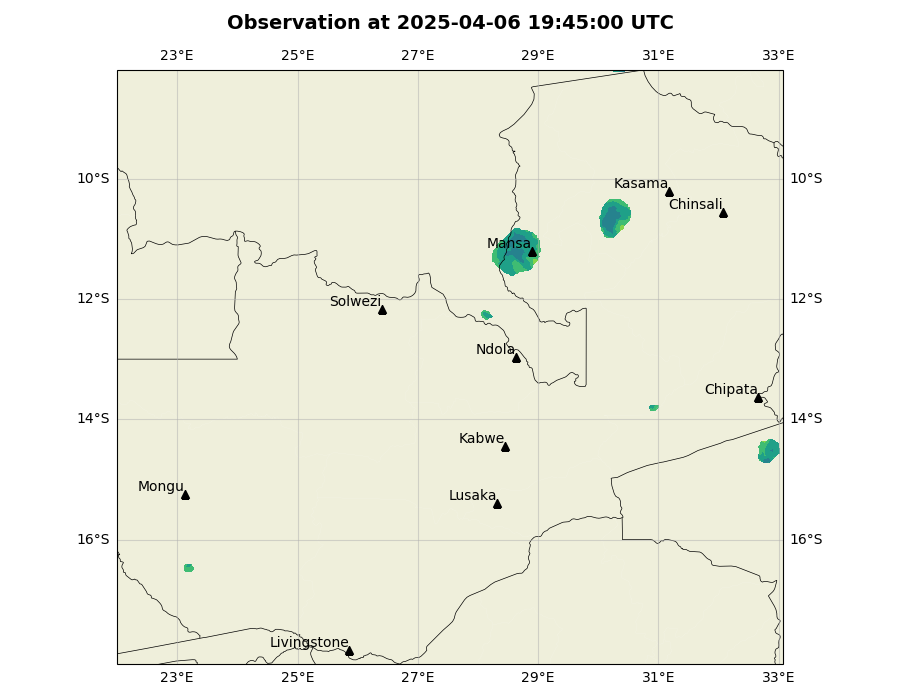 Observation at 2025-04-06 19:45:00 UTC
23°E 25°E 27°E 29°E 31°E 33°E
10°S 10°S
Kasama
Chinsali
Mansa
12°S 12°S
Solwezi
Ndola
Chipata
14°S 14°S
Kabwe
Mongu
Lusaka
16°S 16°S
Livingstone
23°E 25°E 27°E 29°E 31°E 33°E